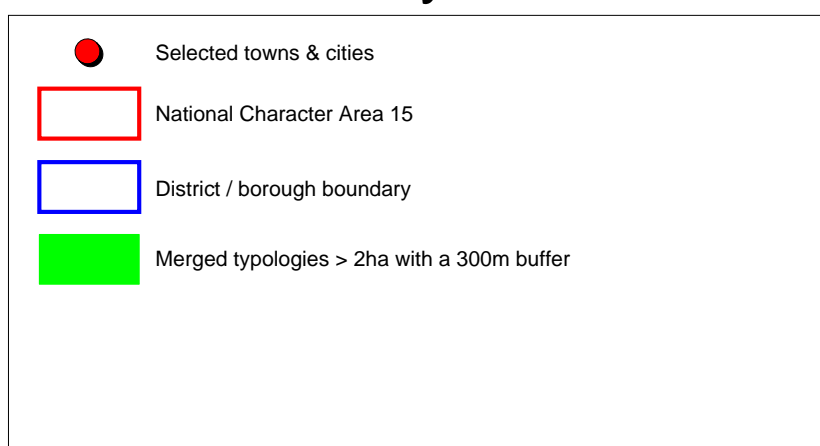 Selected towns & cities
National Character Area 15
District / borough boundary
Merged typologies > 2ha with a 300m buffer